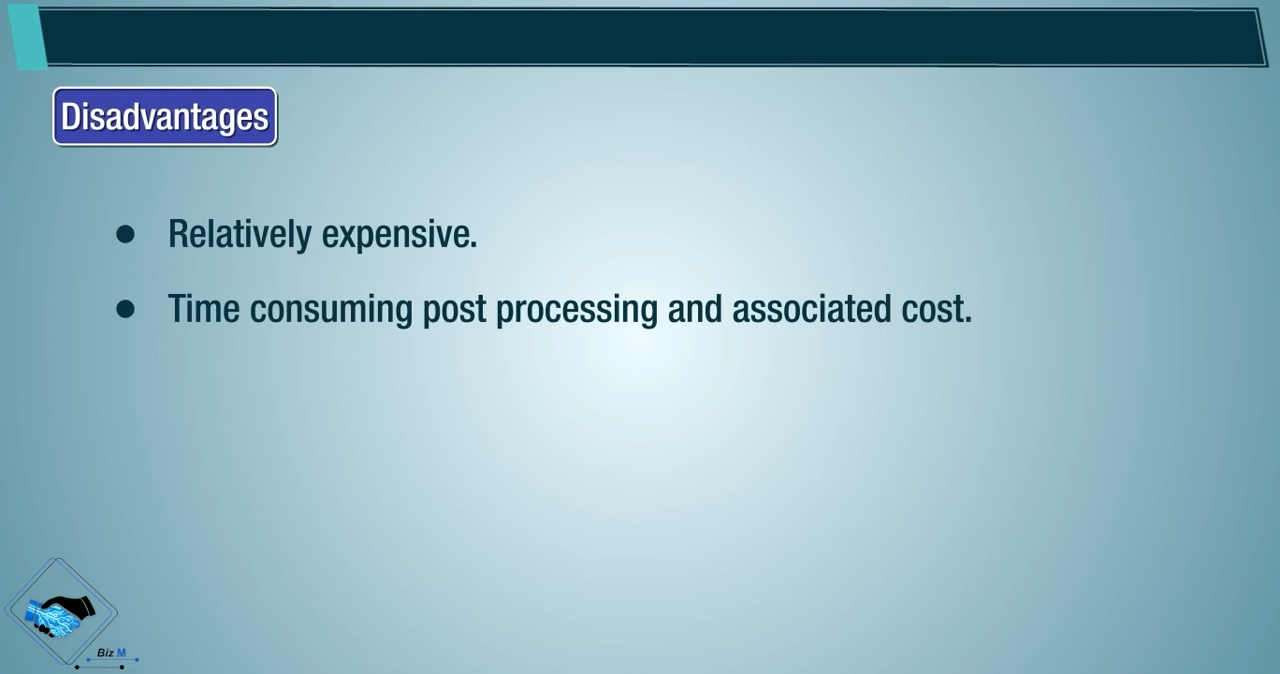 Disadvantages
● Relatively expensive.
● Time consuming post processing and associated cost.
Biz M